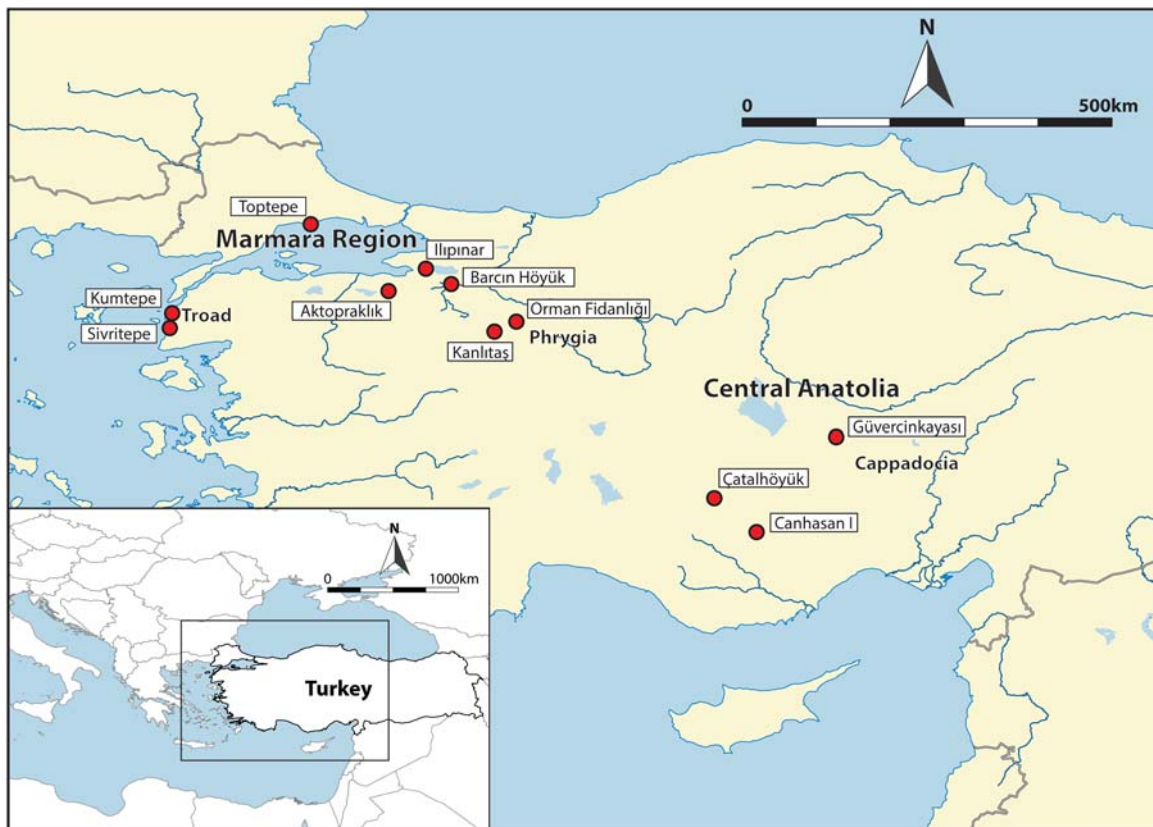 N
0
500km
Toptepe
Marmara Region
Ilıpınar
Barcın Höyük
Aktopraklık
Kumtepe
Troad
Sivritepe
Orman Fidanlığı
Phrygia
Kanlıtaş
Central Anatolia
Güvercinkayası
Cappadocia
Çatalhöyük
Canhasan I
N
0
1000km
Turkey